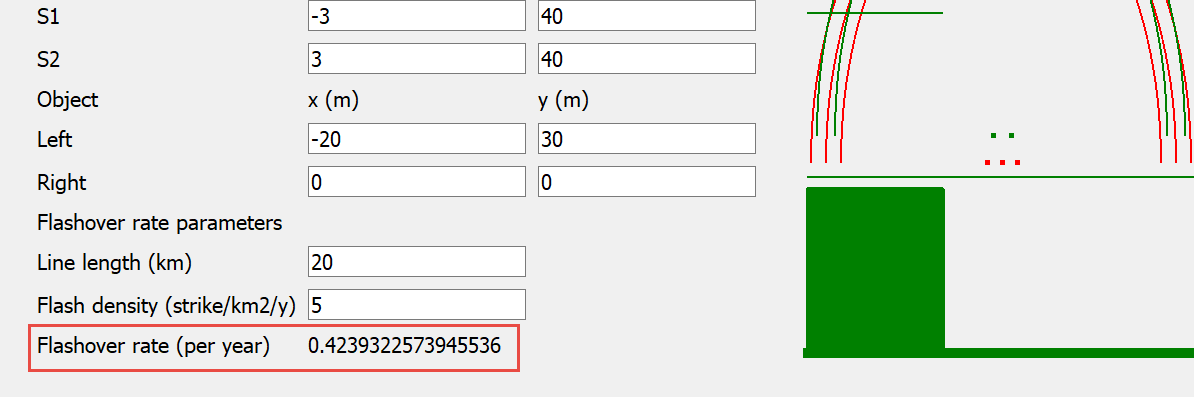 S1 -3 40
S2 3 40
Object x (m) y (m)
Left -20 30
Right 0 0
Flashover rate parameters
Line length (km) 20
Flash density (strike/km2/y) 5
Flashover rate (per year) 0.4239322573945536